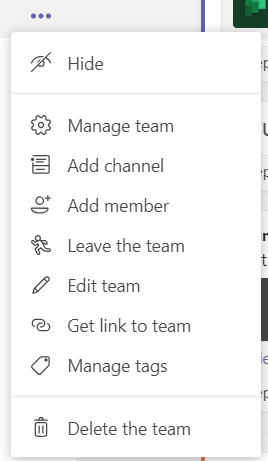 Hide
Manage team
Add channel
Add member
Leave the team
Edit team
Get link to team
Manage tags
Delete the team